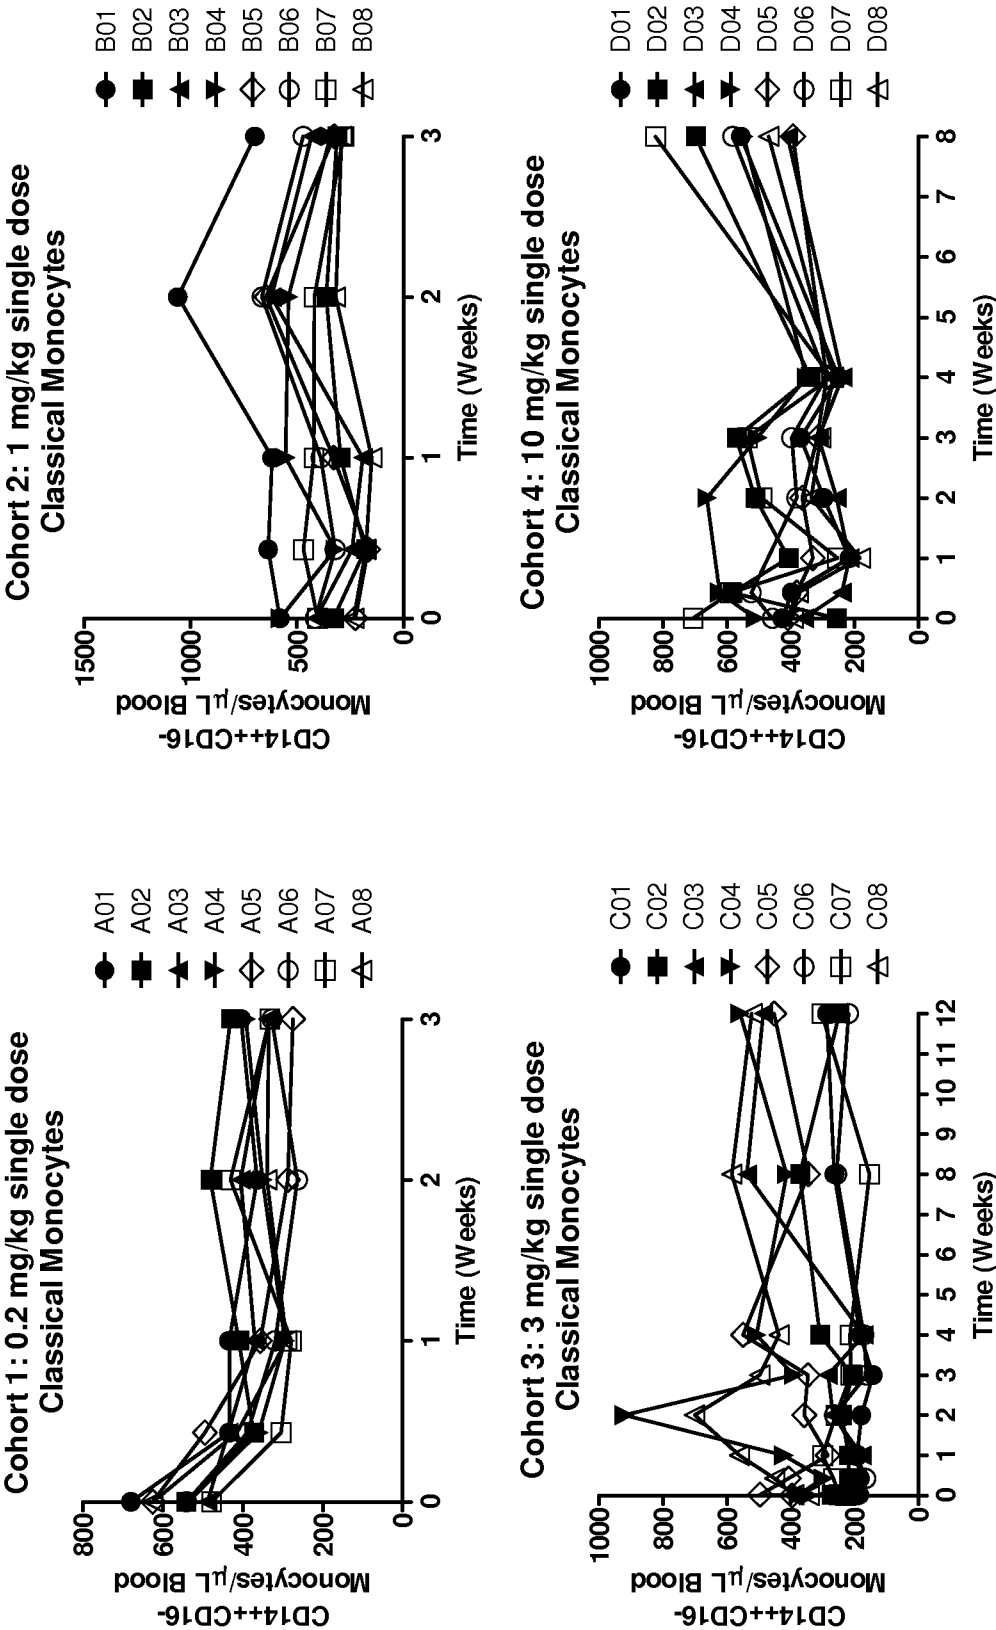 Cohort 1: 0.2 mg/kg single dose
Classical Monocytes
CD14++CD16-
Monocytes/μL Blood
800
600
400
200
0
0
1
2
3
Time (Weeks)
A01
A02
A03
A04
A05
A06
A07
A08
Cohort 2: 1 mg/kg single dose
Classical Monocytes
CD14++CD16-
Monocytes/μL Blood
1500
1000
500
0
0
1
2
3
Time (Weeks)
B01
B02
B03
B04
B05
B06
B07
B08
Cohort 3: 3 mg/kg single dose
Classical Monocytes
CD14++CD16-
Monocytes/μL Blood
1000
800
600
400
200
0
0 1 2 3 4 5 6 7 8 9 10 11 12
Time (Weeks)
C01
C02
C03
C04
C05
C06
C07
C08
Cohort 4: 10 mg/kg single dose
Classical Monocytes
CD14++CD16-
Monocytes/μL Blood
1000
800
600
400
200
0
0 1 2 3 4 5 6 7 8
Time (Weeks)
D01
D02
D03
D04
D05
D06
D07
D08